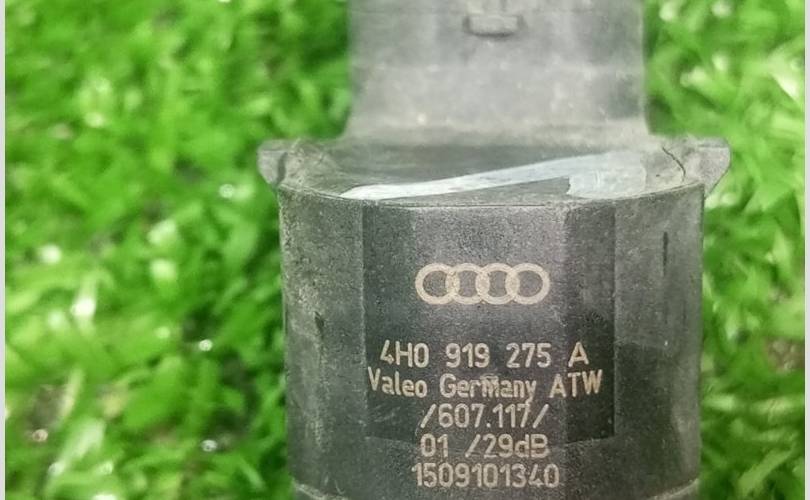 4H0 919 275 A
Valeo Germany ATW
/607.117/
01 /29dB
1509101340